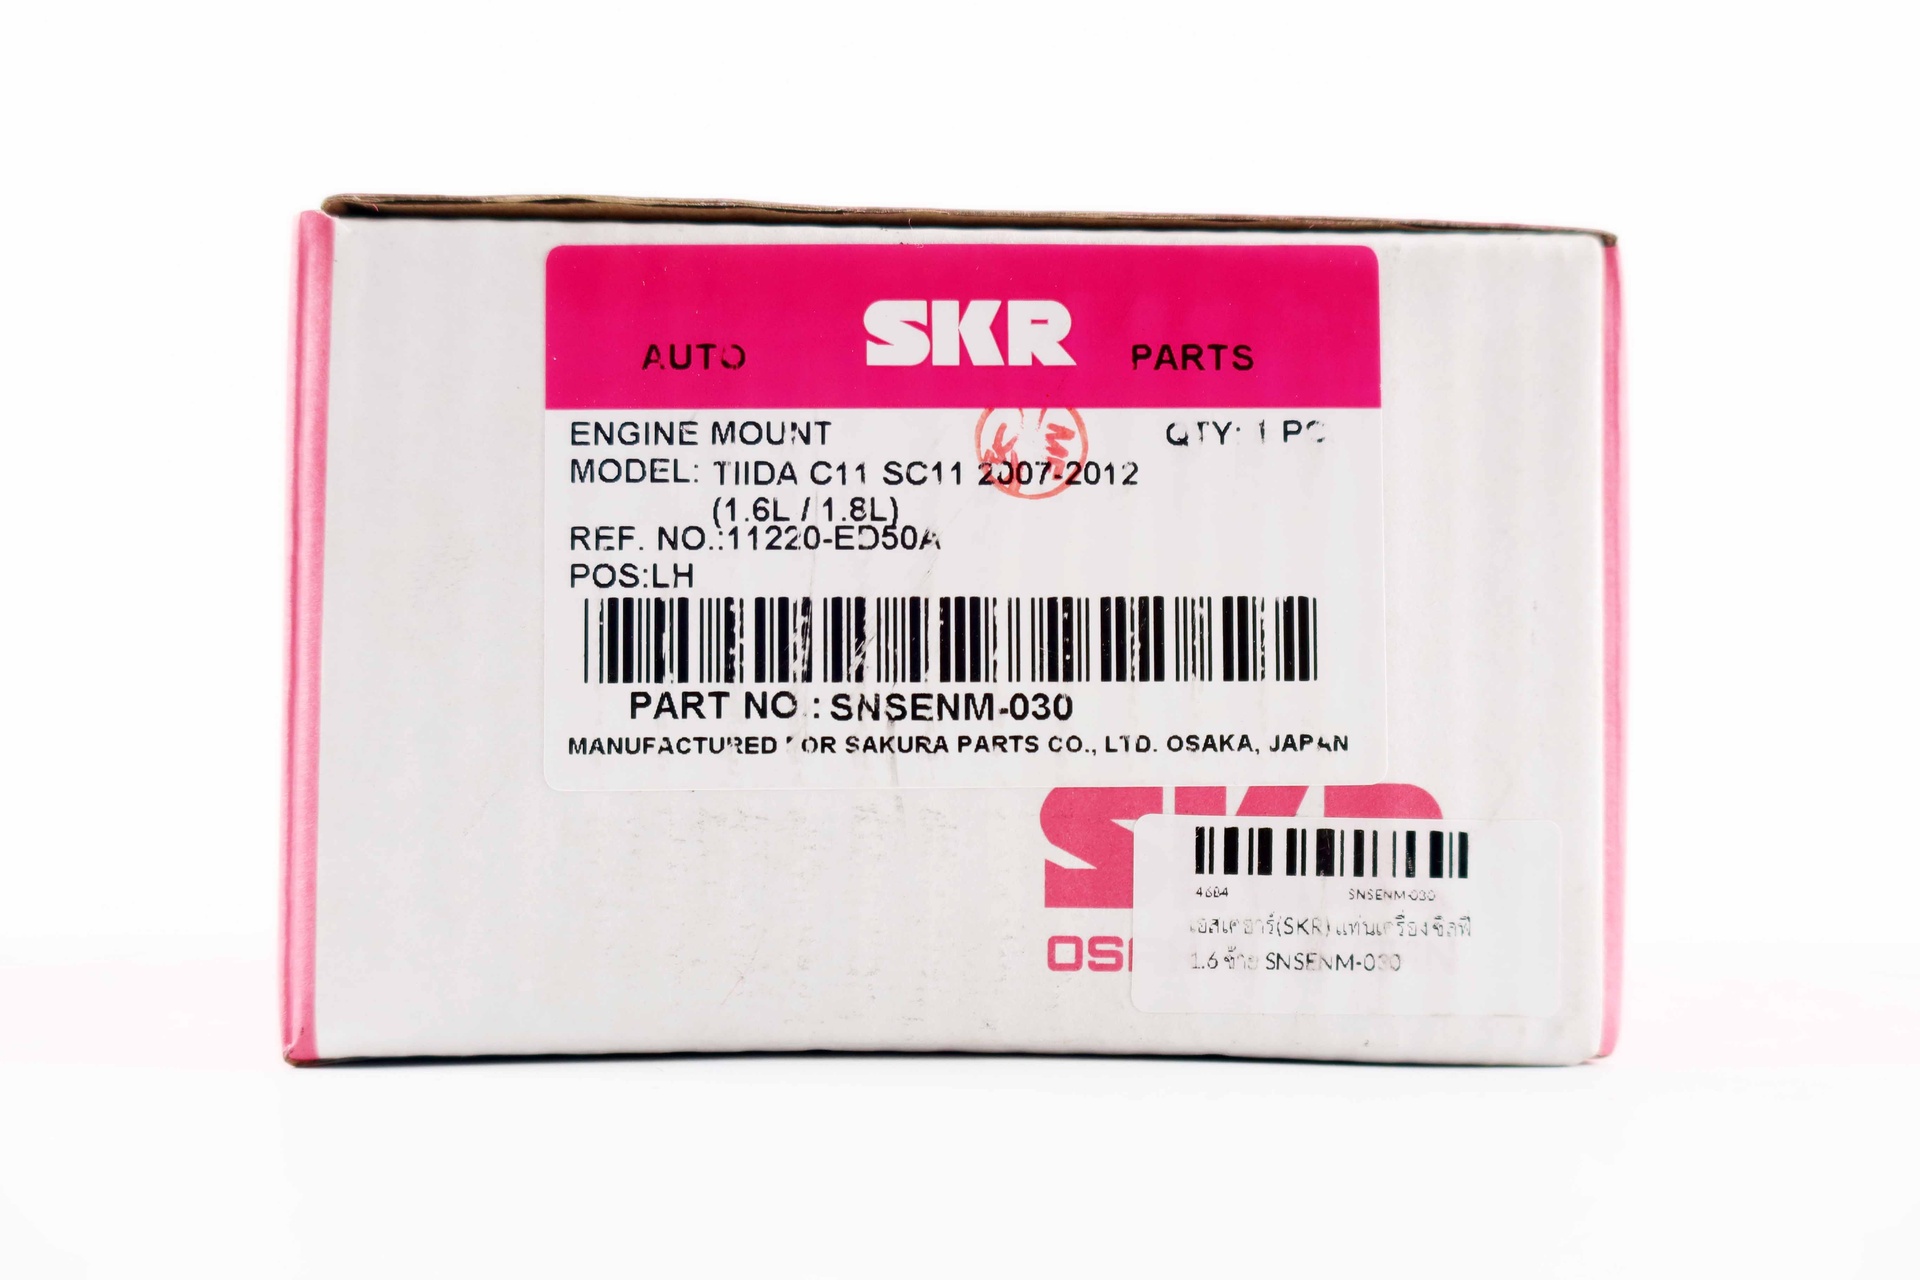 AUTO SKR PARTS
ENGINE MOUNT QTY: 1 PC
MODEL: TIIDA C11 SC11 2007-2012
(1.6L / 1.8L)
REF. NO.:11220-ED50A
POS:LH
PART NO.: SNSENM-030
MANUFACTURED FOR SAKURA PARTS CO., LTD. OSAKA, JAPAN
SKR
4684 SNSENM-030
เอสเคอาร์(SKR) แท่นเครื่องซิลฟี
1.6 ซ้าย SNSENM-030